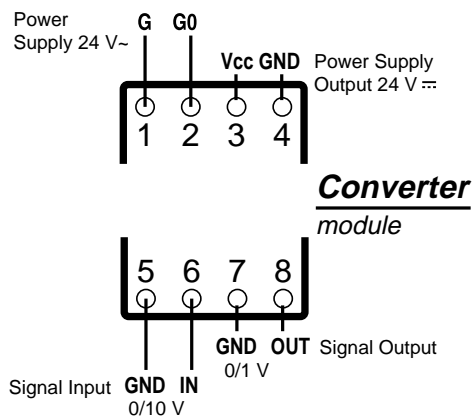 Power G G0
Supply 24 V~
Vcc GND Power Supply
Output 24 V ⎓
1 2 3 4
Converter
module
5 6 7 8
GND OUT Signal Output
0/1 V
Signal Input GND IN
0/10 V